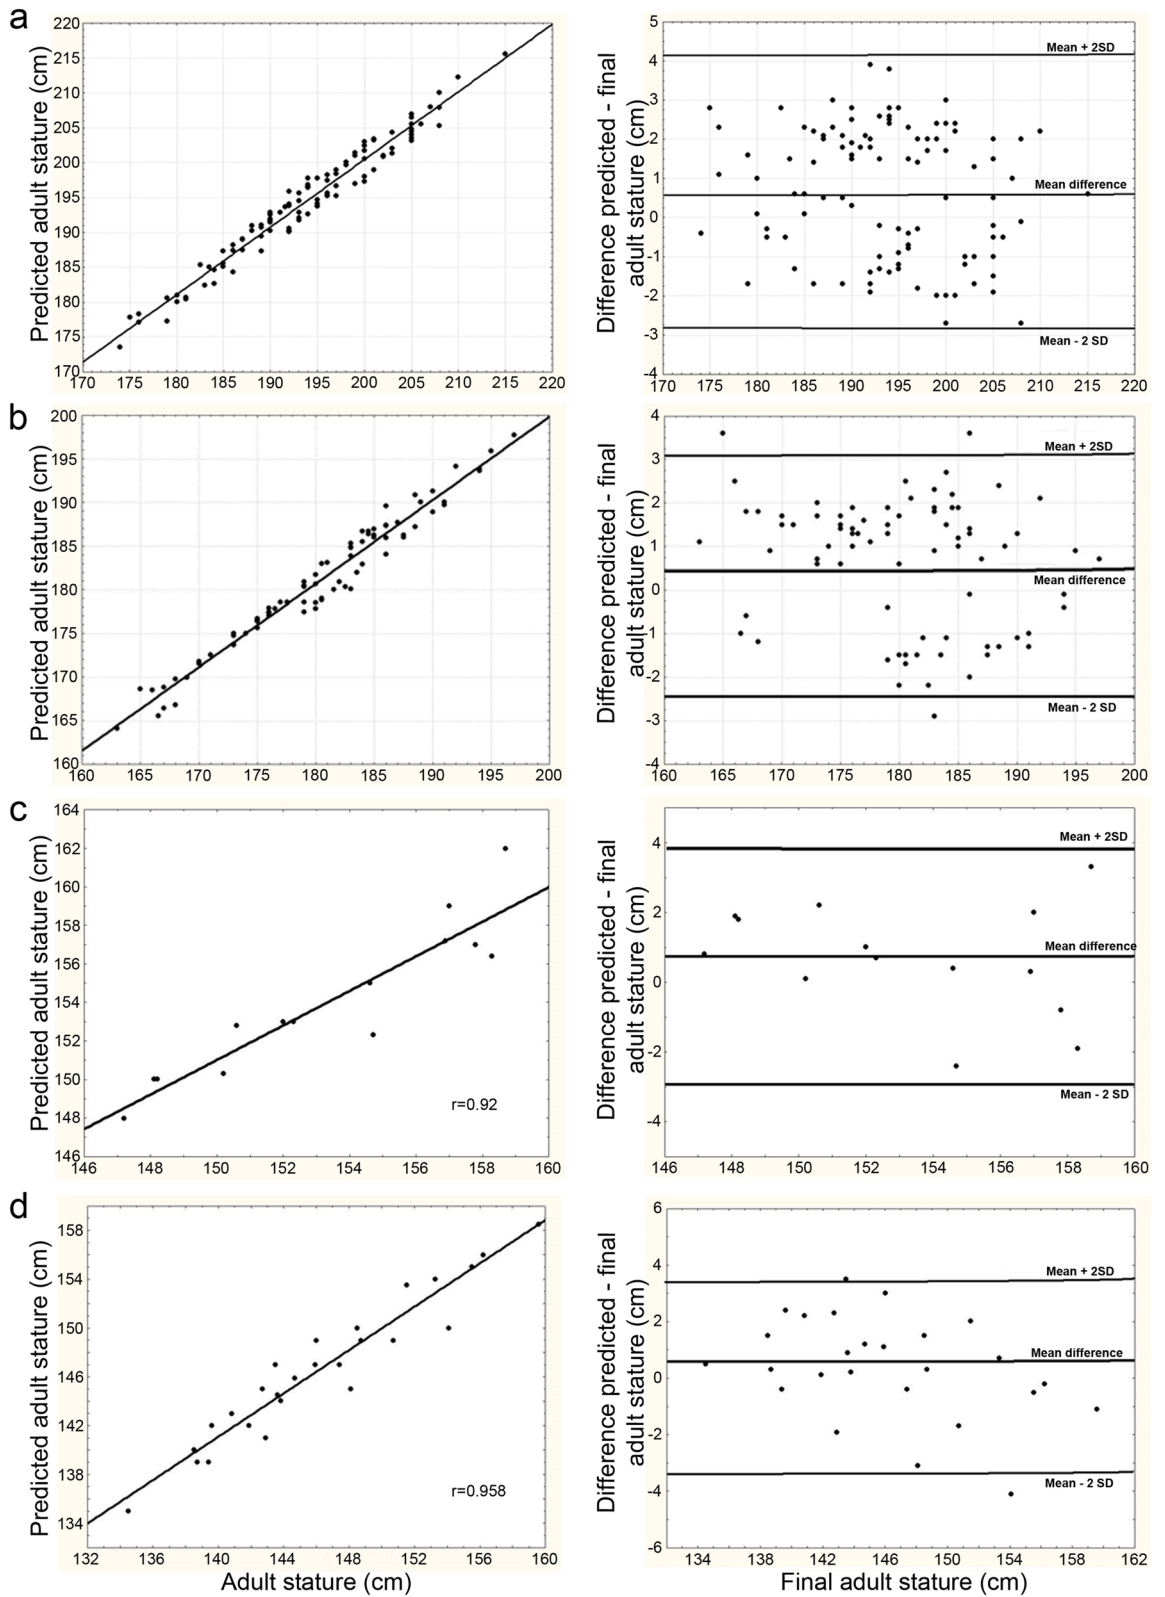 a
Predicted adult stature (cm)
220
215
210
205
200
195
190
185
180
175
170
170 175 180 185 190 195 200 205 210 215 220
Difference predicted - final
adult stature (cm)
5
4
3
2
1
0
-1
-2
-3
-4
Mean + 2SD
Mean difference
Mean - 2 SD
170 175 180 185 190 195 200 205 210 215 220
b
Predicted adult stature (cm)
200
195
190
185
180
175
170
165
160
160 165 170 175 180 185 190 195 200
Difference predicted - final
adult stature (cm)
4
3
2
1
0
-1
-2
-3
-4
Mean + 2SD
Mean difference
Mean - 2 SD
160 165 170 175 180 185 190 195 200
c
Predicted adult stature (cm)
164
162
160
158
156
154
152
150
148
146
r=0.92
146 148 150 152 154 156 158 160
Difference predicted - final
adult stature (cm)
4
2
0
-2
-4
Mean + 2SD
Mean difference
Mean - 2 SD
146 148 150 152 154 156 158 160
d
Predicted adult stature (cm)
158
154
150
146
142
138
134
r=0.958
132 136 140 144 148 152 156 160
Adult stature (cm)
Difference predicted - final
adult stature (cm)
6
4
2
0
-2
-4
-6
Mean + 2SD
Mean difference
Mean - 2 SD
134 138 142 146 150 154 158 162
Final adult stature (cm)